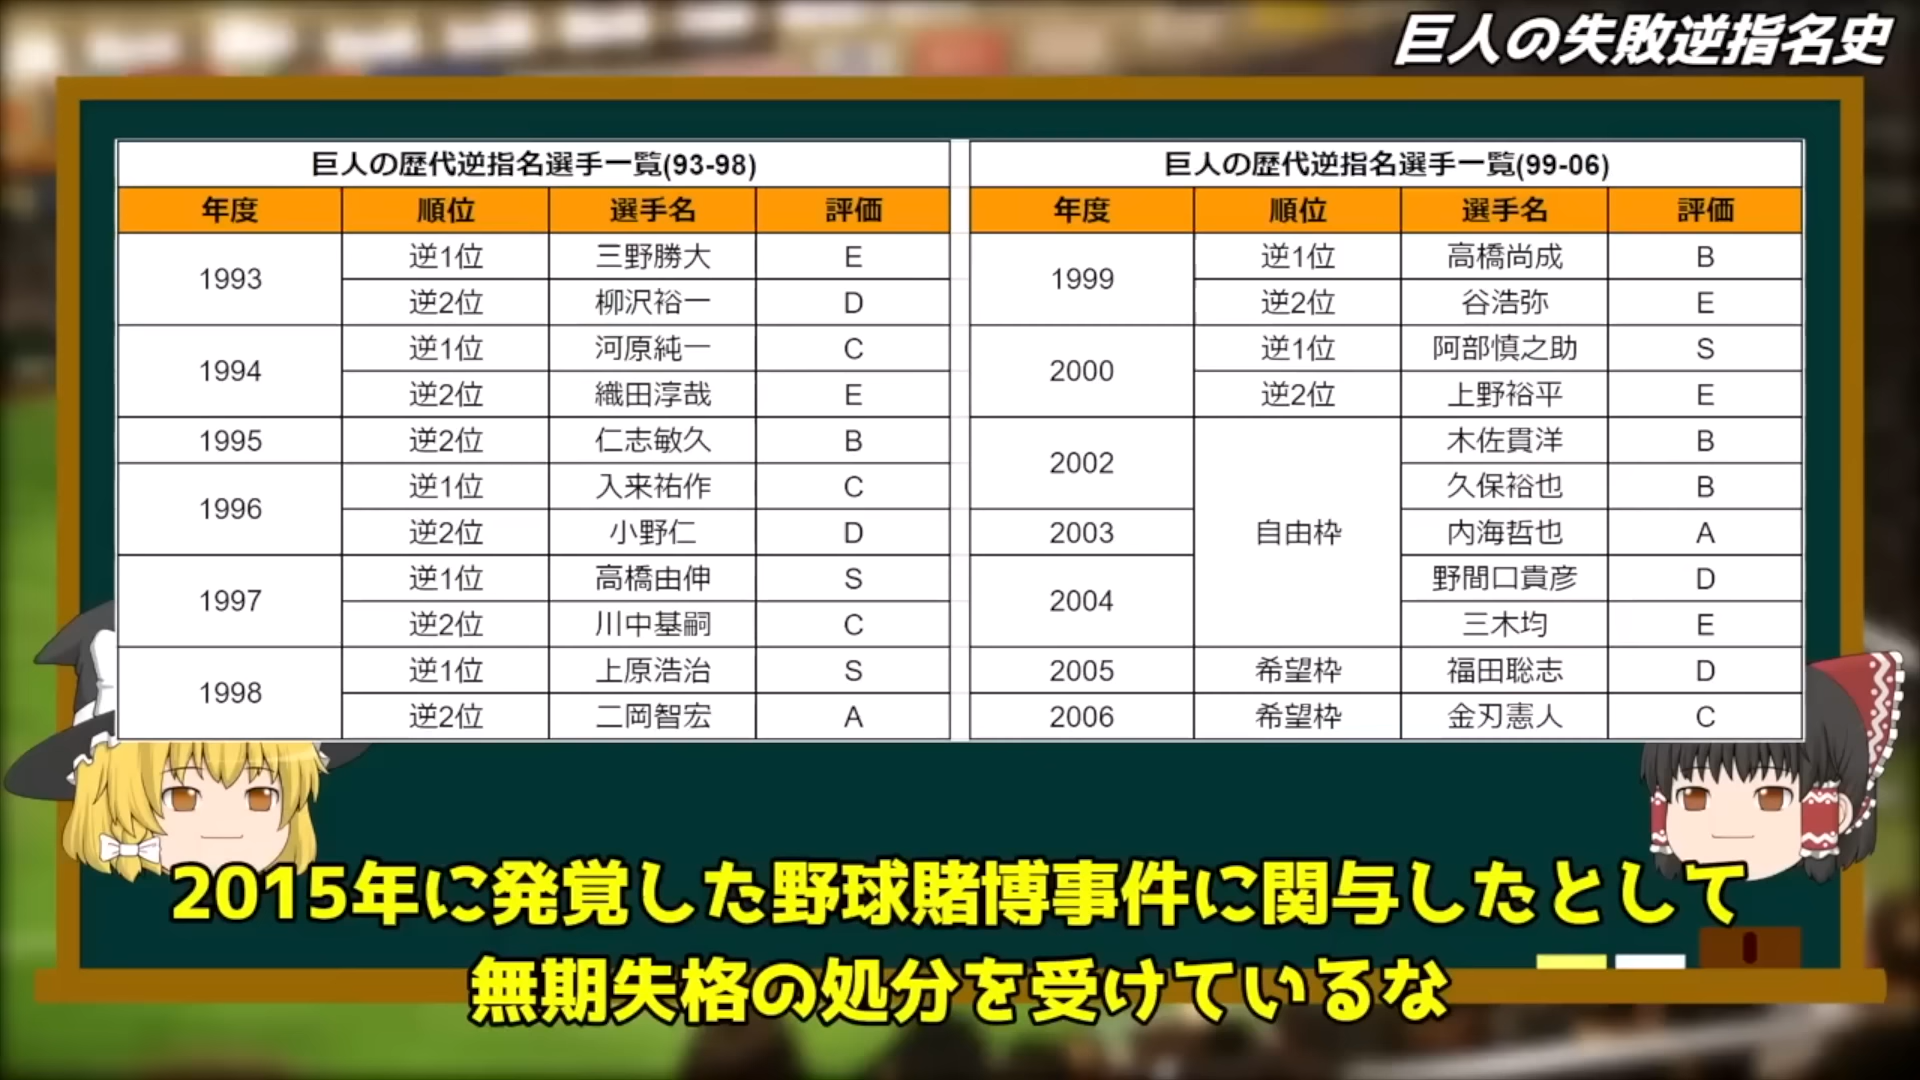 巨人の失敗逆指名史
巨人の歴代逆指名選手一覧(93-98)
年度 順位 選手名 評価
1993 逆1位 三野勝大 E
逆2位 柳沢裕一 D
1994 逆1位 河原純一 C
逆2位 織田淳哉 E
1995 逆2位 仁志敏久 B
1996 逆1位 入来祐作 C
逆2位 小野仁 D
1997 逆1位 高橋由伸 S
逆2位 川中基嗣 C
1998 逆1位 上原浩治 S
逆2位 二岡智宏 A
巨人の歴代逆指名選手一覧(99-06)
年度 順位 選手名 評価
1999 逆1位 高橋尚成 B
逆2位 谷浩弥 E
2000 逆1位 阿部慎之助 S
逆2位 上野裕平 E
2002 自由枠 木佐貫洋 B
久保裕也 B
2003 内海哲也 A
2004 野間口貴彦 D
三木均 E
2005 希望枠 福田聡志 D
2006 希望枠 金刃憲人 C
2015年に発覚した野球賭博事件に関与したとして
無期失格の処分を受けているな